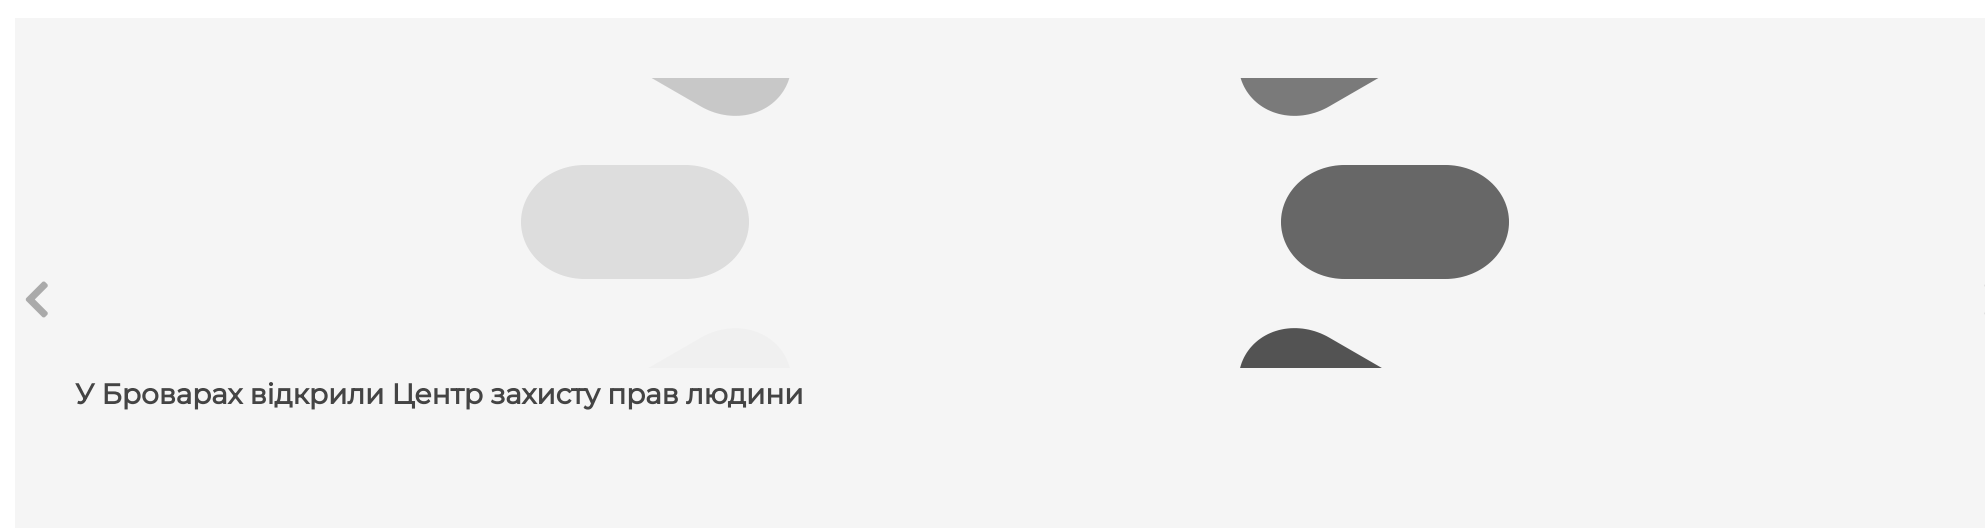 У Броварах відкрили Центр захисту прав людини